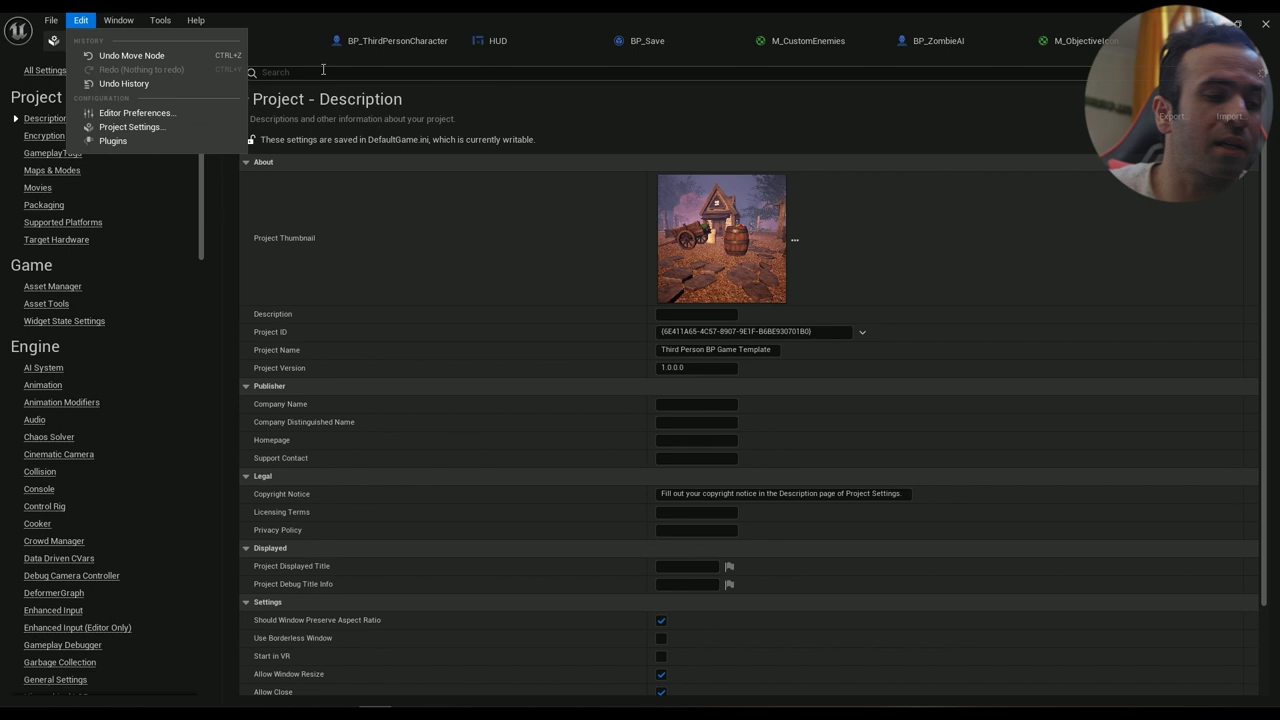 File Edit Window Tools Help
BP_ThirdPersonCharacter HUD BP_Save M_CustomEnemies BP_ZombieAI M_ObjectiveIcon
HISTORY
Undo Move Node CTRL+Z
Redo (Nothing to redo) CTRL+Y
Undo History
CONFIGURATION
Editor Preferences...
Project Settings...
Plugins
All Settings
Project
Description
Encryption
GameplayTags
Maps & Modes
Movies
Packaging
Supported Platforms
Target Hardware
Game
Asset Manager
Asset Tools
Widget State Settings
Engine
AI System
Animation
Animation Modifiers
Audio
Chaos Solver
Cinematic Camera
Collision
Console
Control Rig
Cooker
Crowd Manager
Data Driven CVars
Debug Camera Controller
DeformerGraph
Enhanced Input
Enhanced Input (Editor Only)
Gameplay Debugger
Garbage Collection
General Settings
Search
Project - Description
Descriptions and other information about your project.
Export... Import...
These settings are saved in DefaultGame.ini, which is currently writable.
About
Project Thumbnail
Description
Project ID {6E411A65-4C57-8907-9E1F-B6BE930701B0}
Project Name Third Person BP Game Template
Project Version 1.0.0.0
Publisher
Company Name
Company Distinguished Name
Homepage
Support Contact
Legal
Copyright Notice Fill out your copyright notice in the Description page of Project Settings.
Licensing Terms
Privacy Policy
Displayed
Project Displayed Title
Project Debug Title Info
Settings
Should Window Preserve Aspect Ratio
Use Borderless Window
Start in VR
Allow Window Resize
Allow Close